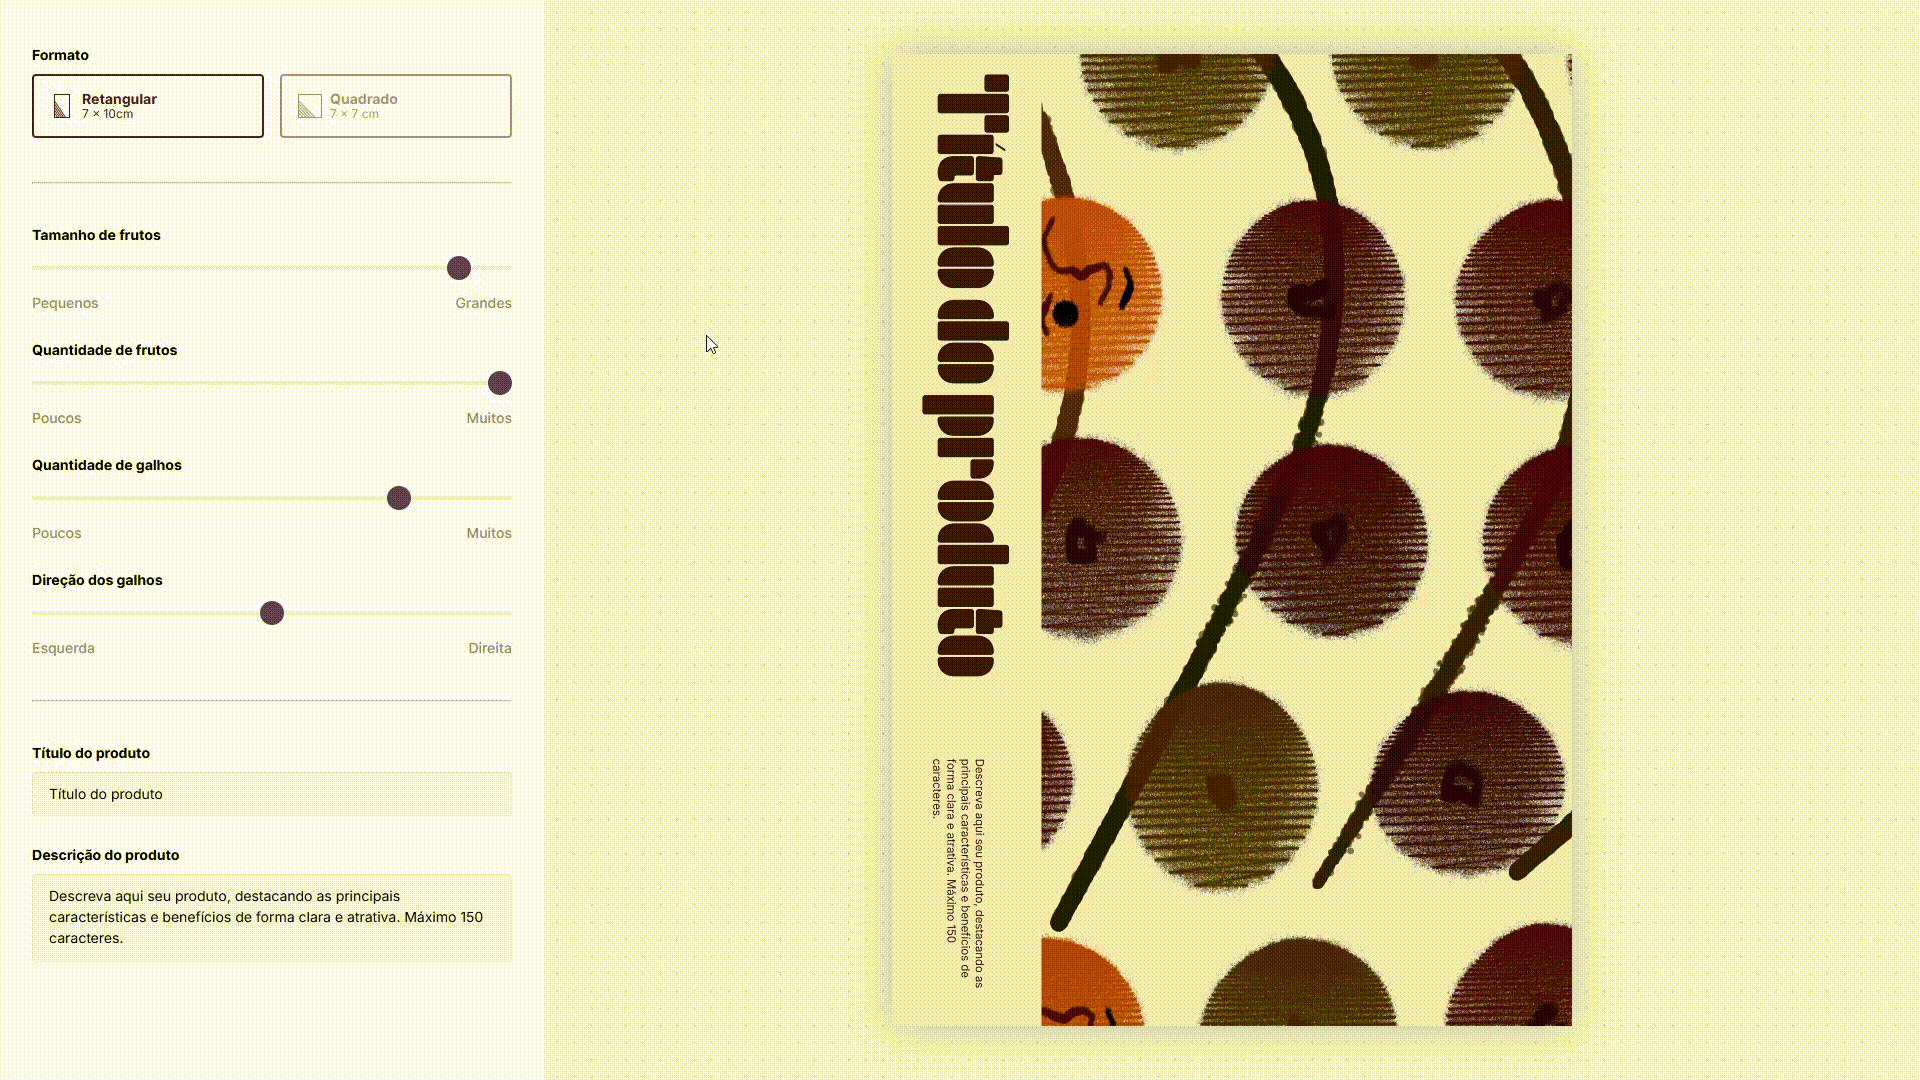 Formato
Retangular
7 × 10cm
Quadrado
7 × 7 cm
Tamanho de frutos
Pequenos
Grandes
Quantidade de frutos
Poucos
Muitos
Quantidade de galhos
Poucos
Muitos
Direção dos galhos
Esquerda
Direita
Título do produto
Título do produto
Descrição do produto
Descreva aqui seu produto, destacando as principais
características e benefícios de forma clara e atrativa. Máximo 150
caracteres.
Título do produto
Descreva aqui seu produto, destacando as
principais características e benefícios de
forma clara e atrativa. Máximo 150
caracteres.